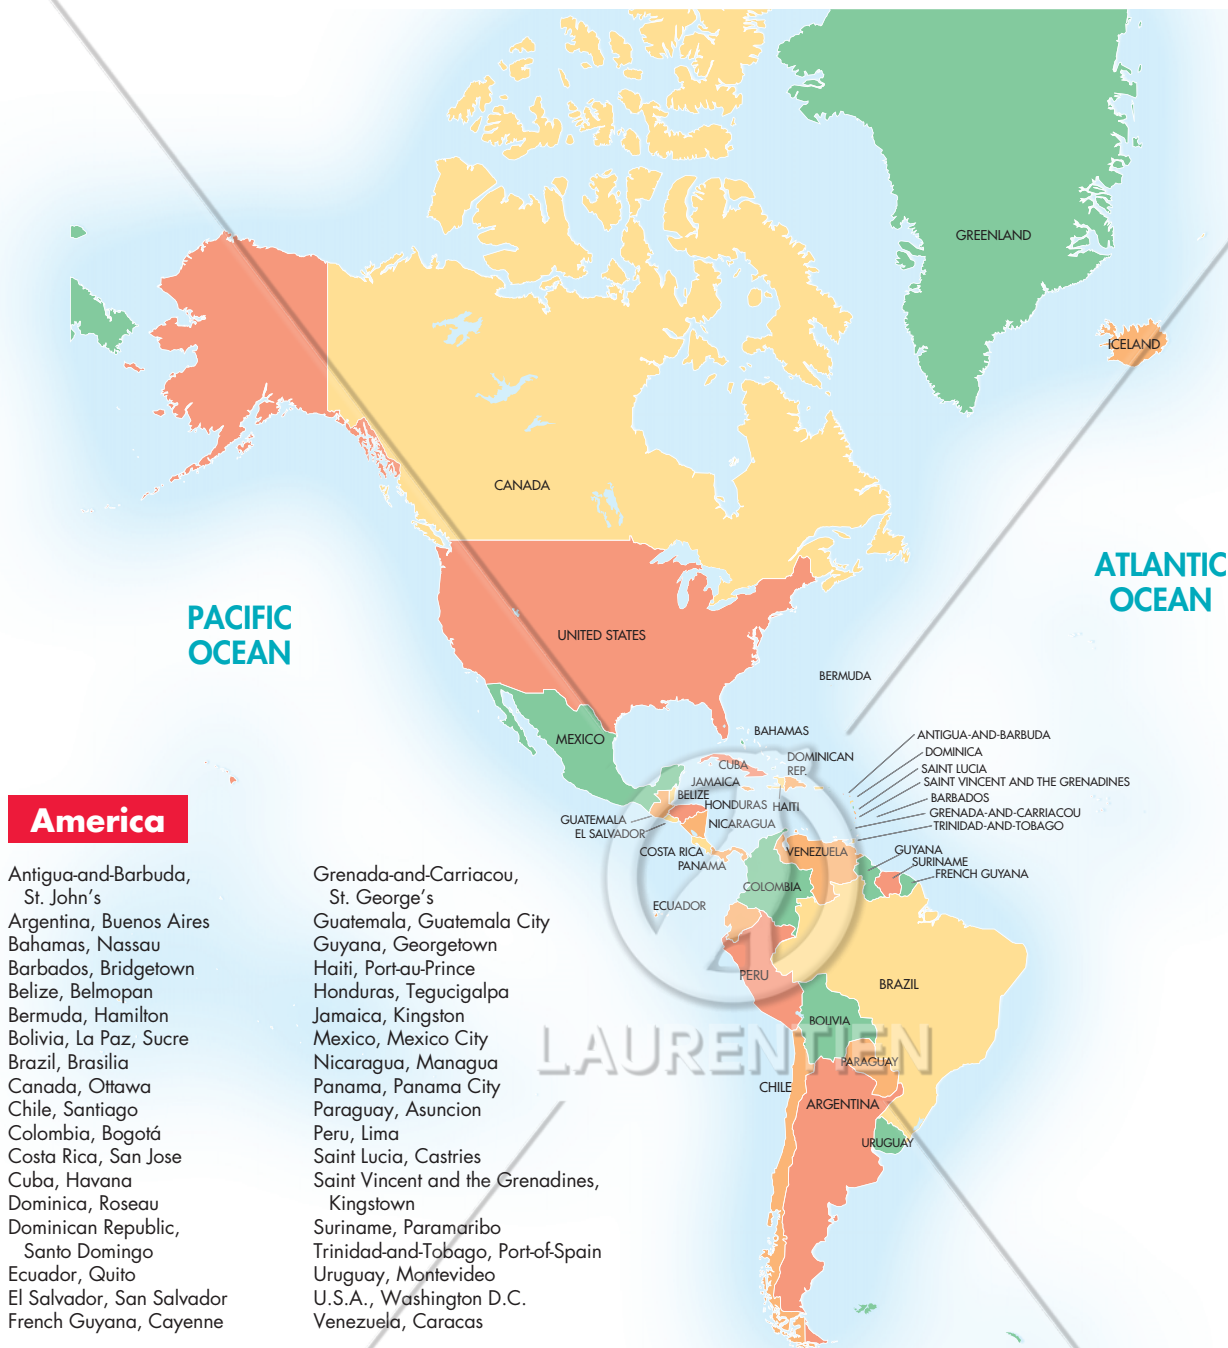 GREENLAND
ICELAND
CANADA
ATLANTIC
OCEAN
PACIFIC
OCEAN
UNITED STATES
BERMUDA
MEXICO
BAHAMAS
ANTIGUA-AND-BARBUDA
DOMINICA
CUBA
DOMINICAN
REP.
SAINT LUCIA
JAMAICA
SAINT VINCENT AND THE GRENADINES
BELIZE
BARBADOS
HONDURAS
HAITI
GRENADA-AND-CARRIACOU
GUATEMALA
NICARAGUA
TRINIDAD-AND-TOBAGO
EL SALVADOR
COSTA RICA
VENEZUELA
GUYANA
PANAMA
SURINAME
FRENCH GUYANA
COLOMBIA
ECUADOR
PERU
BRAZIL
BOLIVIA
LAURENTIEN
PARAGUAY
CHILE
ARGENTINA
URUGUAY
America
Antigua-and-Barbuda,
St. John's
Argentina, Buenos Aires
Bahamas, Nassau
Barbados, Bridgetown
Belize, Belmopan
Bermuda, Hamilton
Bolivia, La Paz, Sucre
Brazil, Brasilia
Canada, Ottawa
Chile, Santiago
Colombia, Bogotá
Costa Rica, San Jose
Cuba, Havana
Dominica, Roseau
Dominican Republic,
Santo Domingo
Ecuador, Quito
El Salvador, San Salvador
French Guyana, Cayenne
Grenada-and-Carriacou,
St. George's
Guatemala, Guatemala City
Guyana, Georgetown
Haiti, Port-au-Prince
Honduras, Tegucigalpa
Jamaica, Kingston
Mexico, Mexico City
Nicaragua, Managua
Panama, Panama City
Paraguay, Asuncion
Peru, Lima
Saint Lucia, Castries
Saint Vincent and the Grenadines,
Kingstown
Suriname, Paramaribo
Trinidad-and-Tobago, Port-of-Spain
Uruguay, Montevideo
U.S.A., Washington D.C.
Venezuela, Caracas